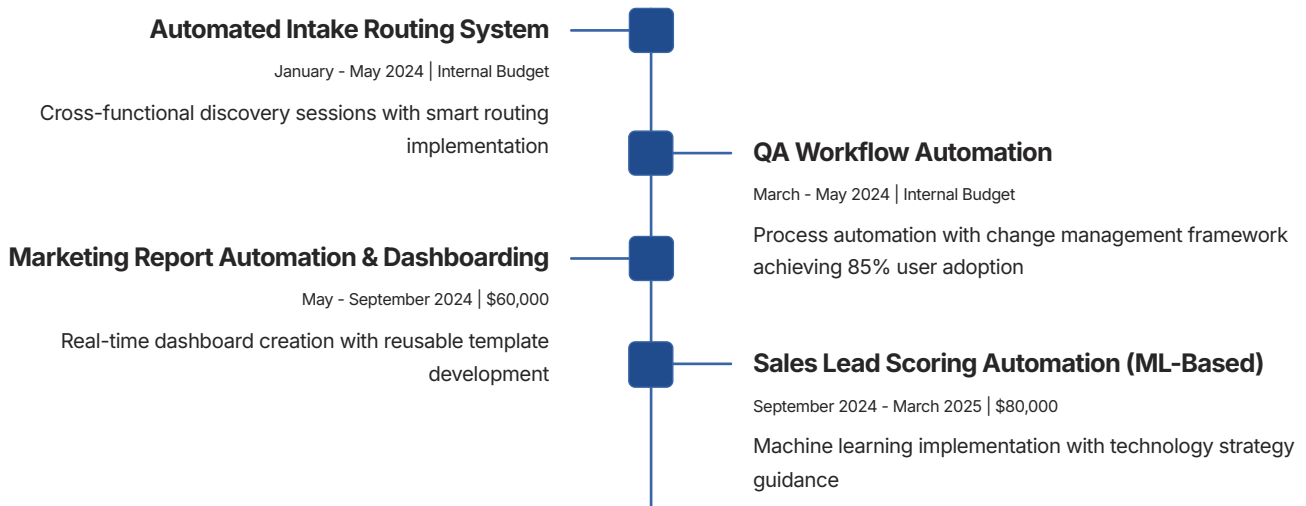 Automated Intake Routing System
January - May 2024 | Internal Budget
Cross-functional discovery sessions with smart routing
implementation
QA Workflow Automation
March - May 2024 | Internal Budget
Process automation with change management framework
achieving 85% user adoption
Marketing Report Automation & Dashboarding
May - September 2024 | $60,000
Real-time dashboard creation with reusable template
development
Sales Lead Scoring Automation (ML-Based)
September 2024 - March 2025 | $80,000
Machine learning implementation with technology strategy
guidance